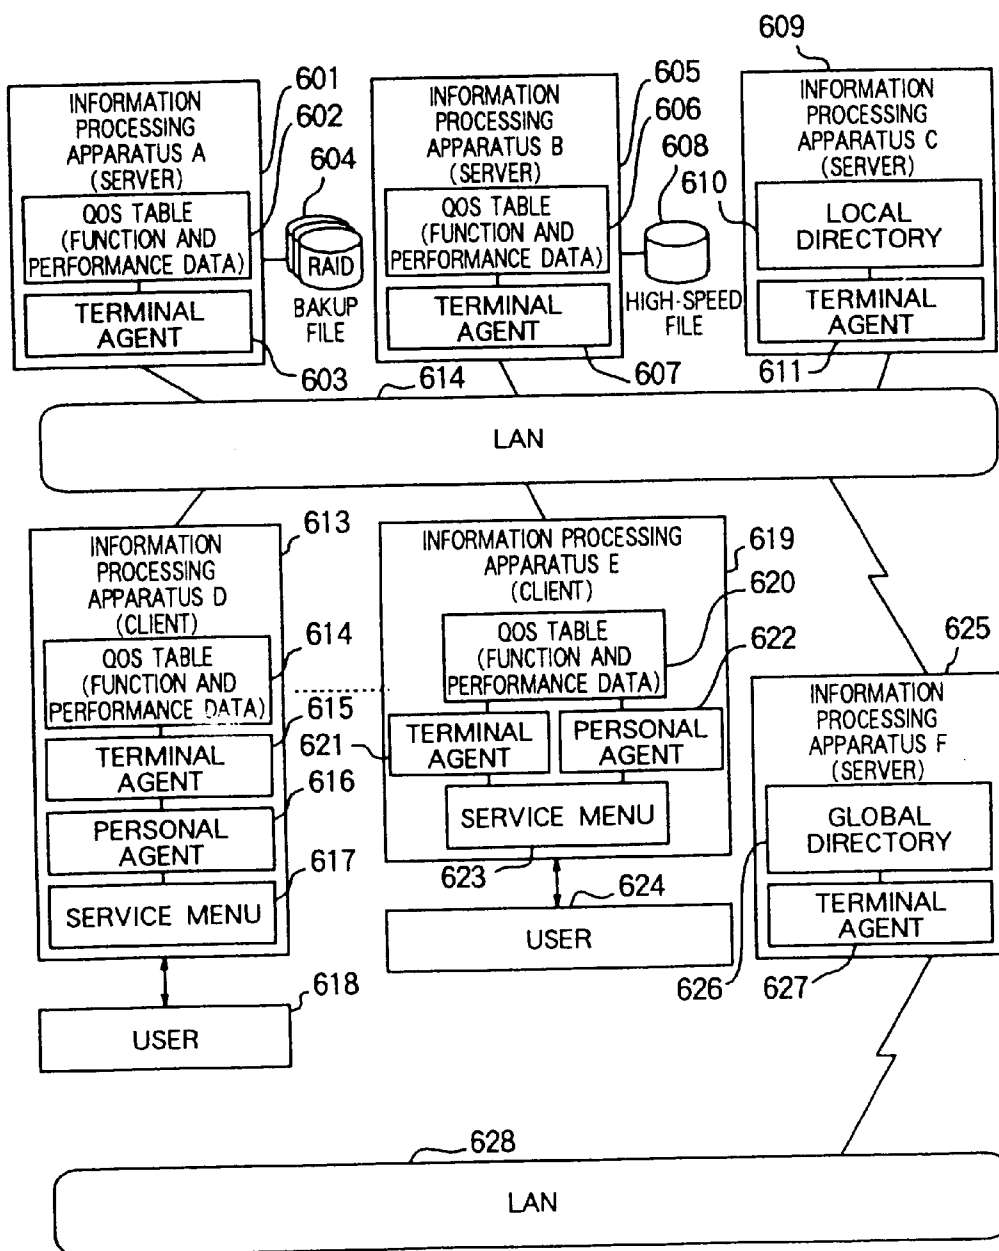 609
601
INFORMATION
PROCESSING
APPARATUS A
(SERVER)
602
604
QOS TABLE
(FUNCTION AND
PERFORMANCE DATA)
RAID
BAKUP
FILE
TERMINAL
AGENT
603
605
INFORMATION
PROCESSING
APPARATUS B
(SERVER)
606
608
QOS TABLE
(FUNCTION AND
PERFORMANCE DATA)
HIGH-SPEED
FILE
TERMINAL
AGENT
607
INFORMATION
PROCESSING
APPARATUS C
(SERVER)
610
LOCAL
DIRECTORY
TERMINAL
AGENT
611
614
LAN
613
INFORMATION
PROCESSING
APPARATUS D
(CLIENT)
614
QOS TABLE
(FUNCTION AND
PERFORMANCE DATA)
615
TERMINAL
AGENT
616
PERSONAL
AGENT
617
SERVICE MENU
618
USER
619
INFORMATION PROCESSING
APPARATUS E
(CLIENT)
620
QOS TABLE
(FUNCTION AND
PERFORMANCE DATA)
622
621
TERMINAL
AGENT
PERSONAL
AGENT
SERVICE MENU
623
624
USER
625
INFORMATION
PROCESSING
APPARATUS F
(SERVER)
GLOBAL
DIRECTORY
626
TERMINAL
AGENT
627
628
LAN